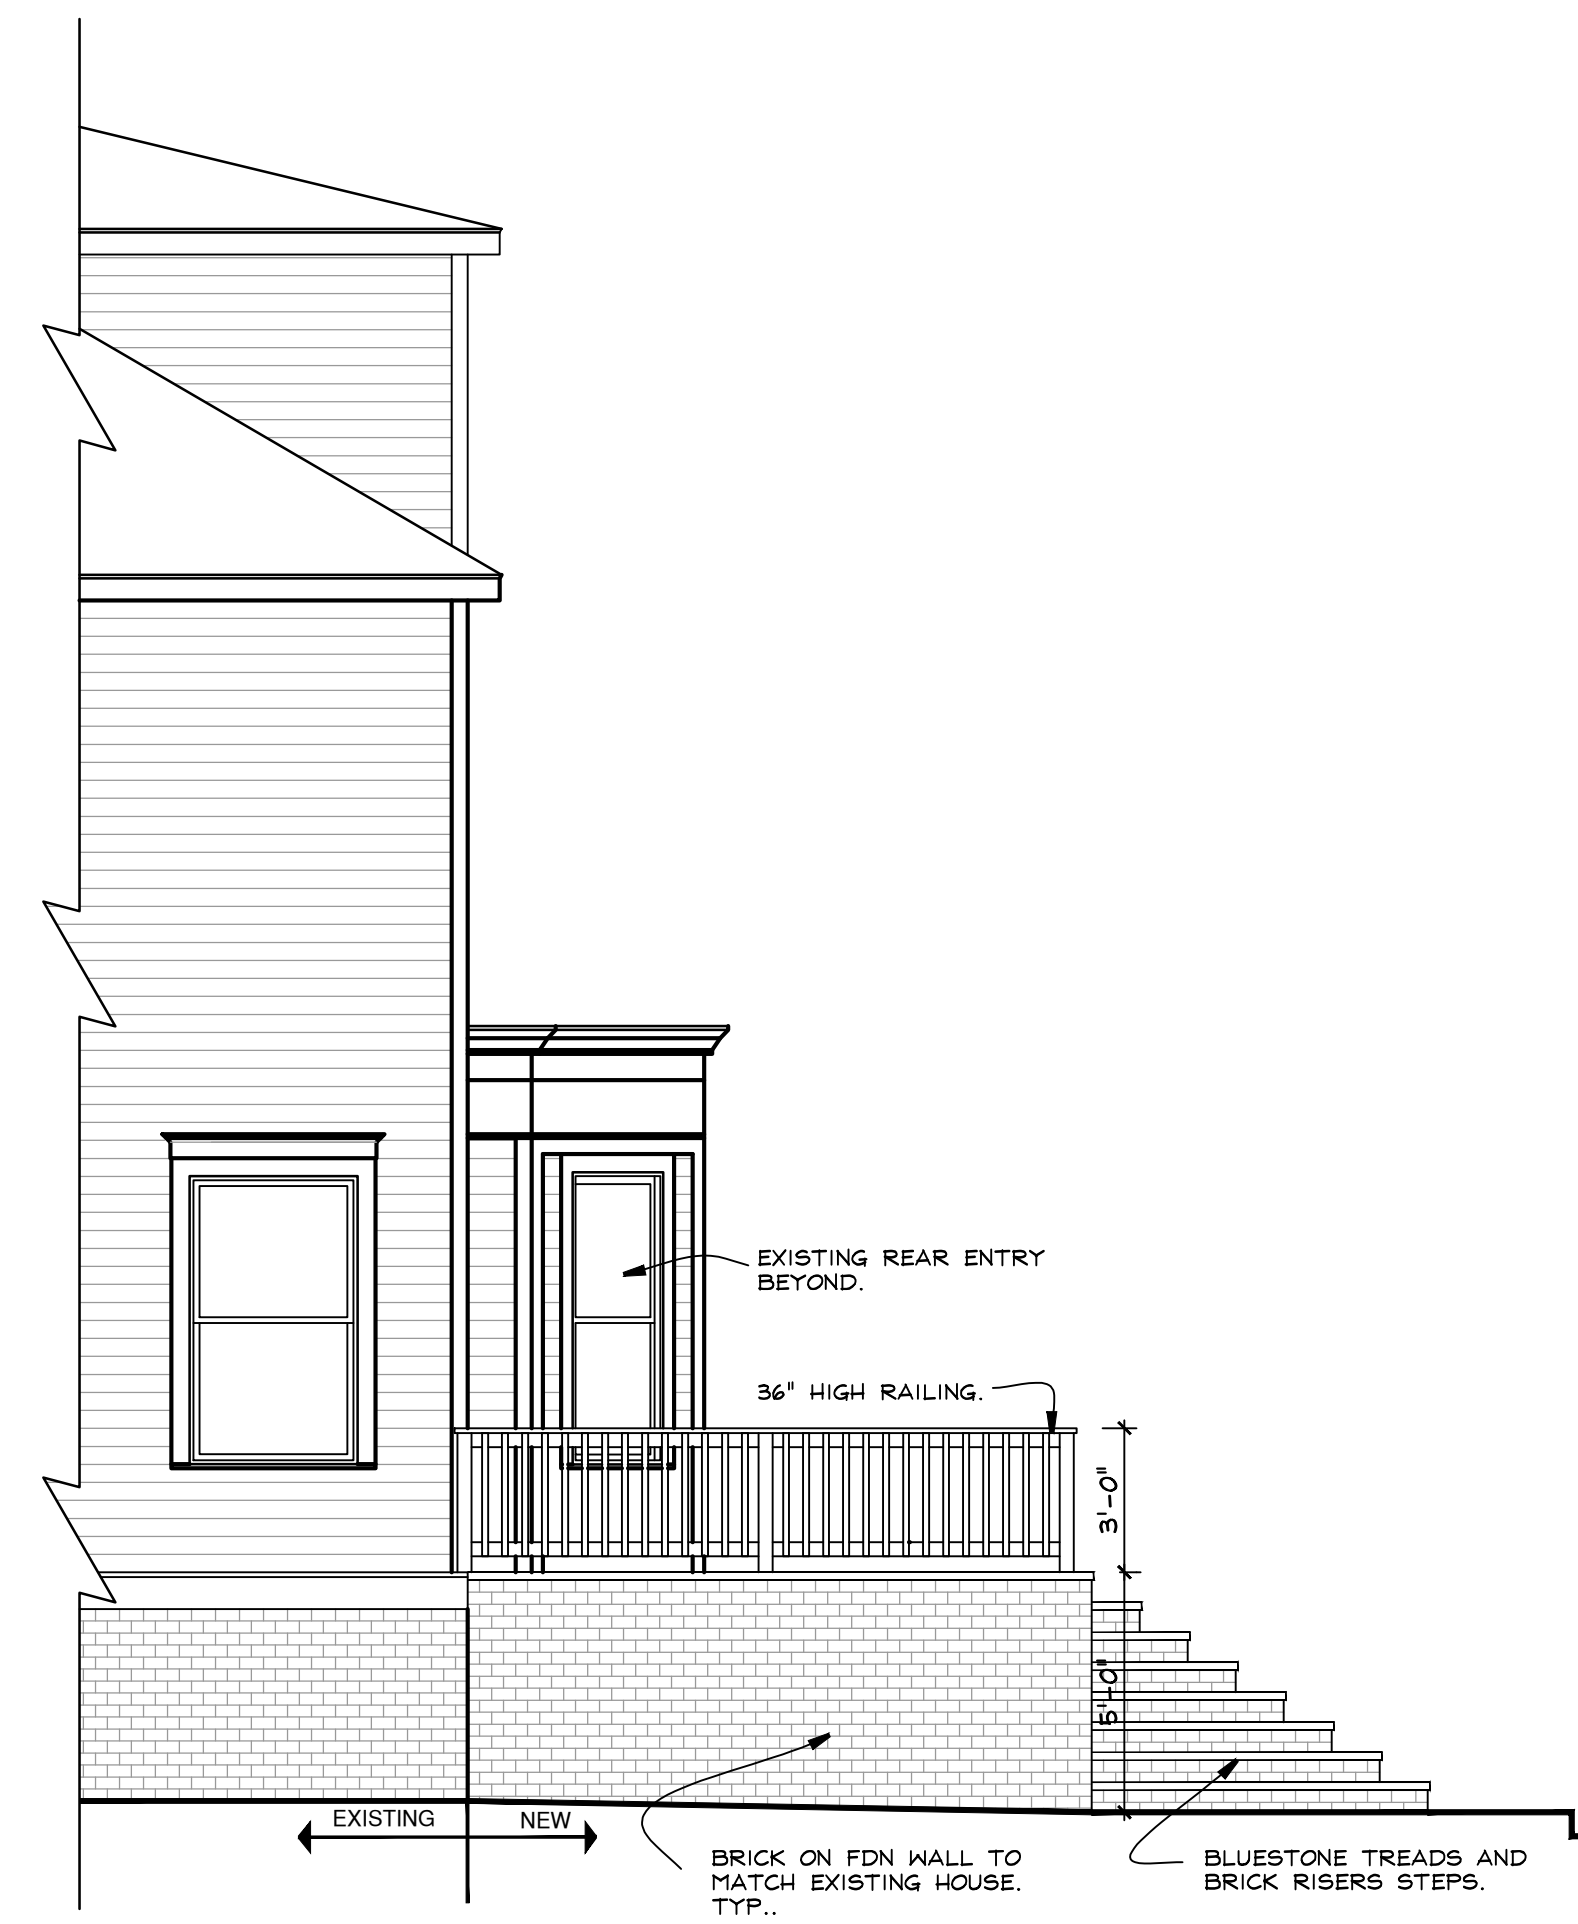 EXISTING REAR ENTRY
BEYOND.
36" HIGH RAILING.
3'-0"
5'-0"
EXISTING
NEW
BRICK ON FDN WALL TO
MATCH EXISTING HOUSE.
TYP..
BLUESTONE TREADS AND
BRICK RISERS STEPS.